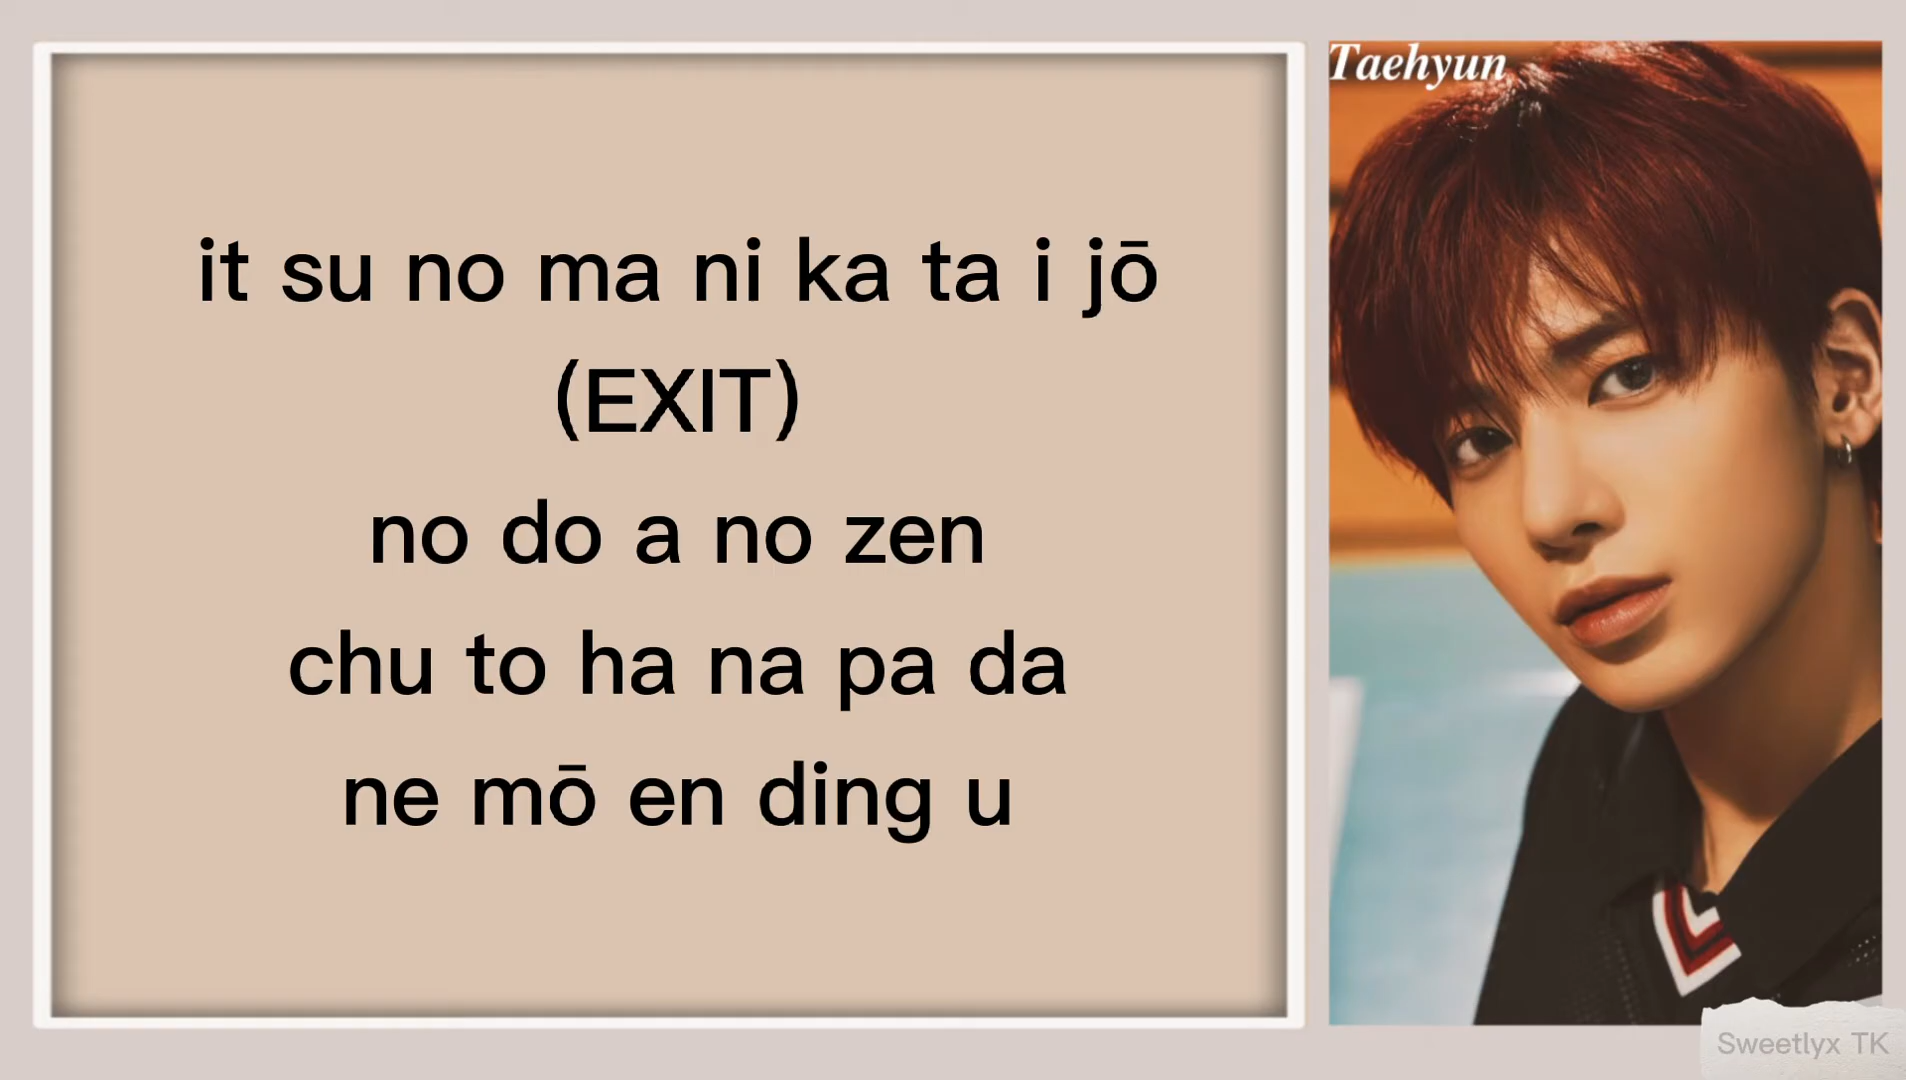 it su no ma ni ka ta i jō
(EXIT)
no do a no zen
chu to ha na pa da
ne mō en ding u
Taehyun
Sweetlyx TK